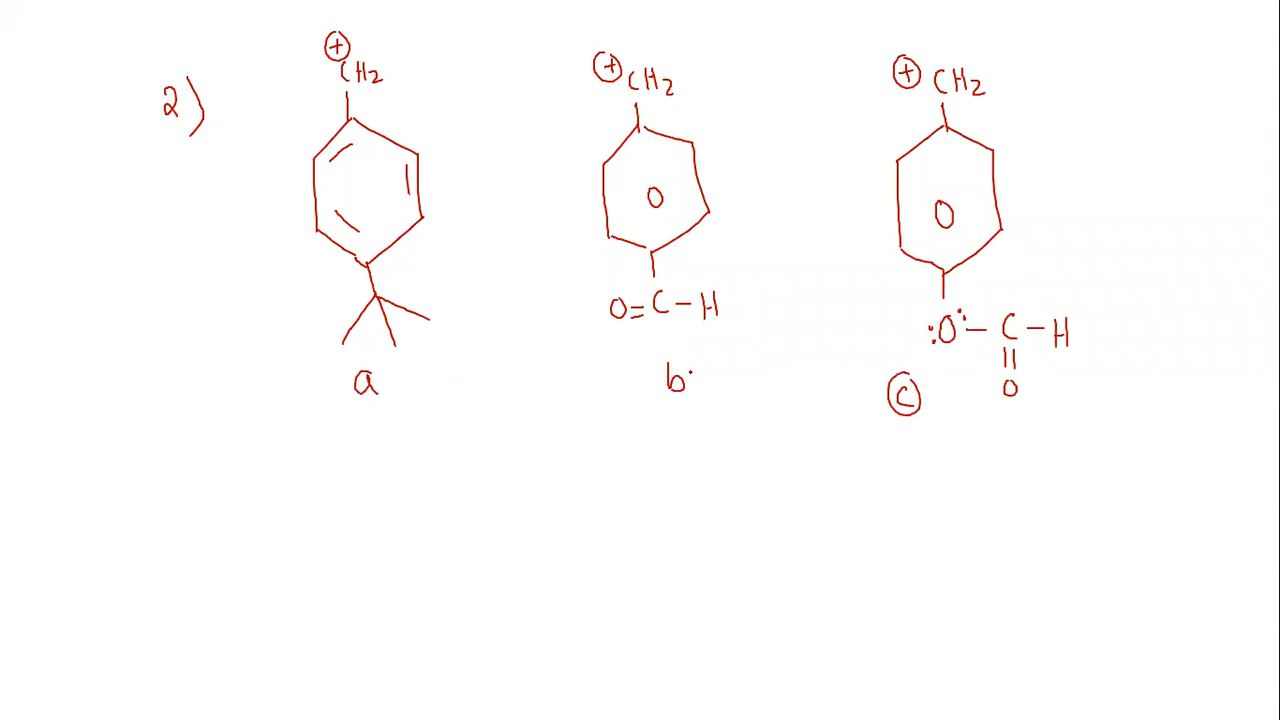 2)
⊕
CH2
⊕ CH2
⊕ CH2
O=C-H
:Ö-C-H
||
O
a
b
C